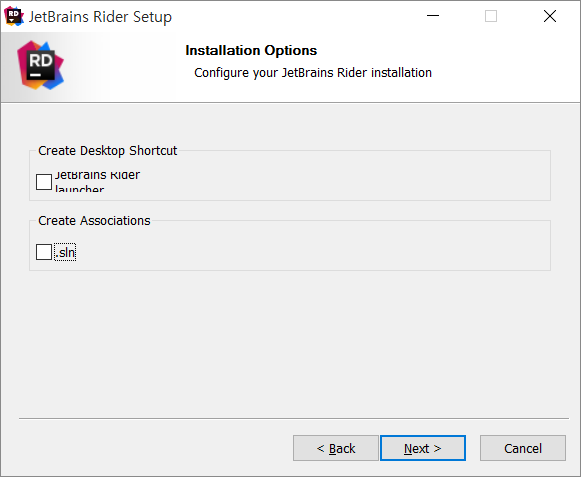 JetBrains Rider Setup
RD
Installation Options
RD
Configure your JetBrains Rider installation
Create Desktop Shortcut
JetBrains Rider
launcher
Create Associations
.sln
< Back
Next >
Cancel